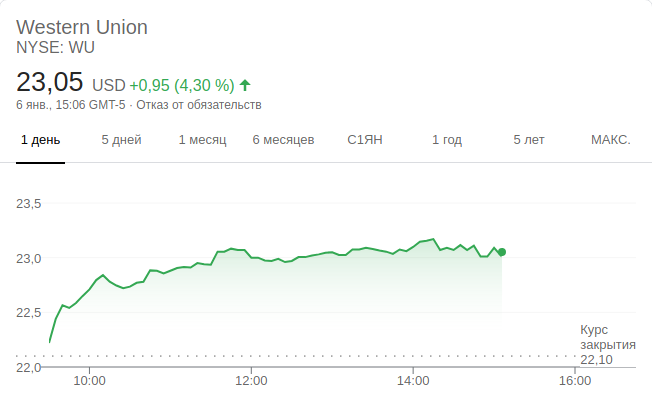 Western Union
NYSE: WU
23,05 USD +0,95 (4,30 %)
6 янв., 15:06 GMT-5 · Отказ от обязательств
1 день 5 дней 1 месяц 6 месяцев С1ЯН 1 год 5 лет МАКС.
23,5
23,0
22,5
Курс
закрытия
22,10
22,0
10:00 12:00 14:00 16:00